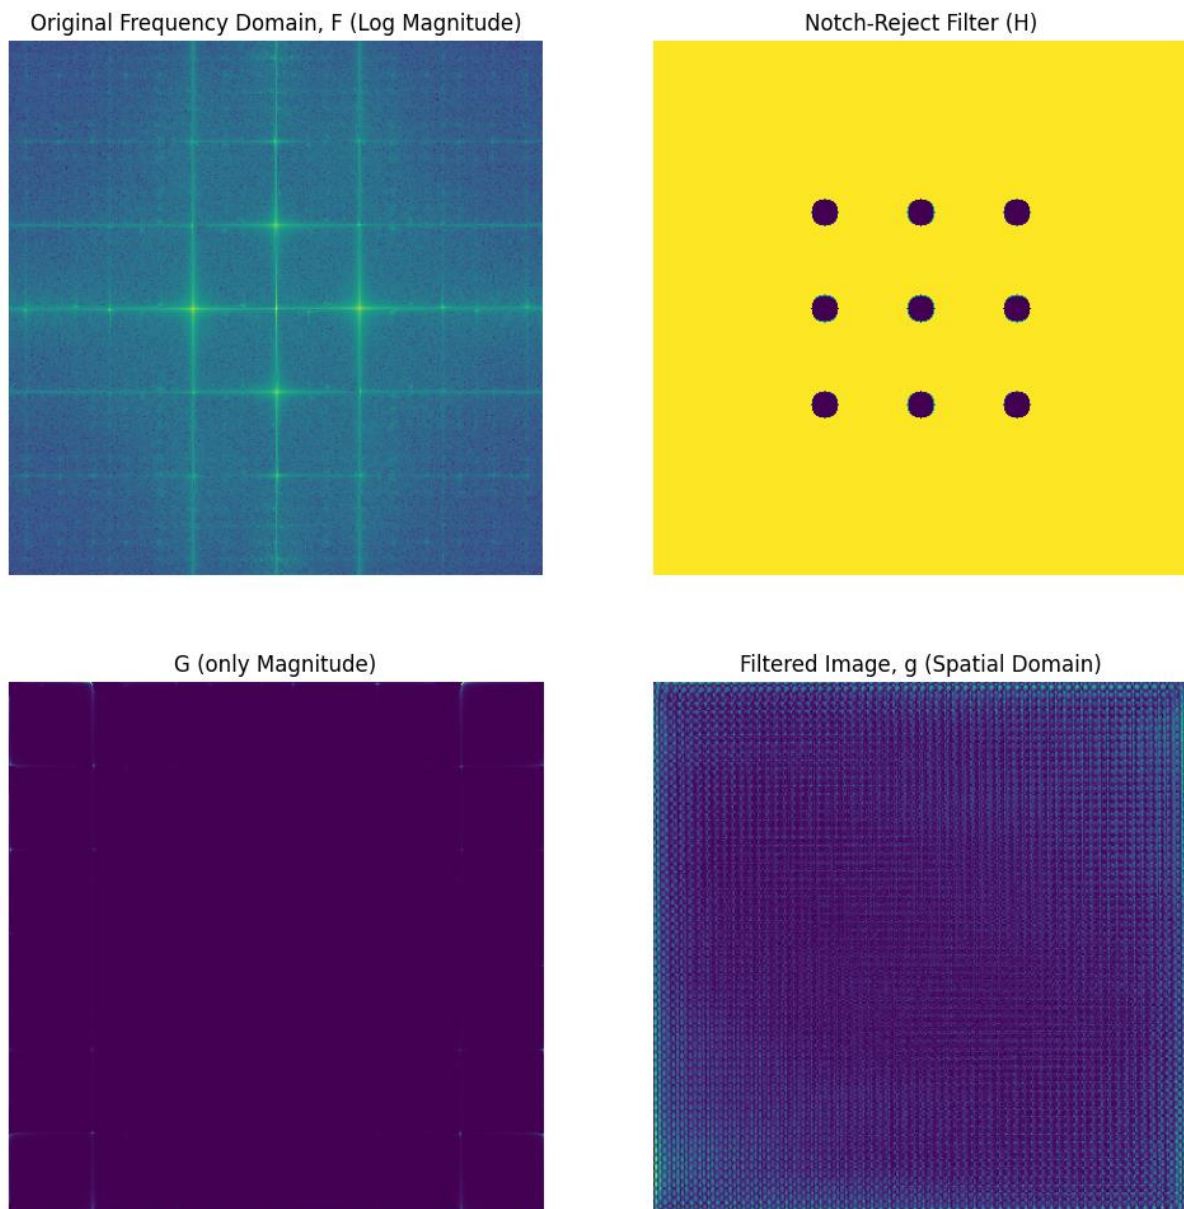 Original Frequency Domain, F (Log Magnitude)
Notch-Reject Filter (H)
G (only Magnitude)
Filtered Image, g (Spatial Domain)